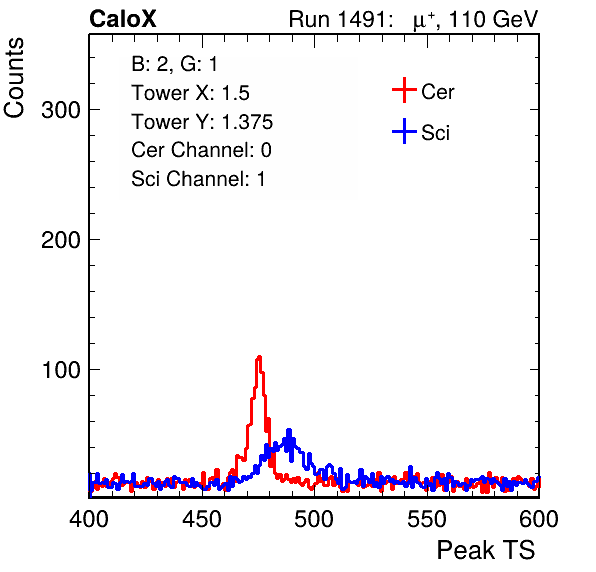 CaloX Run 1491: μ⁺, 110 GeV
Counts
B: 2, G: 1
Tower X: 1.5
Tower Y: 1.375
Cer Channel: 0
Sci Channel: 1
Cer
Sci
300
200
100
400 450 500 550 600
Peak TS